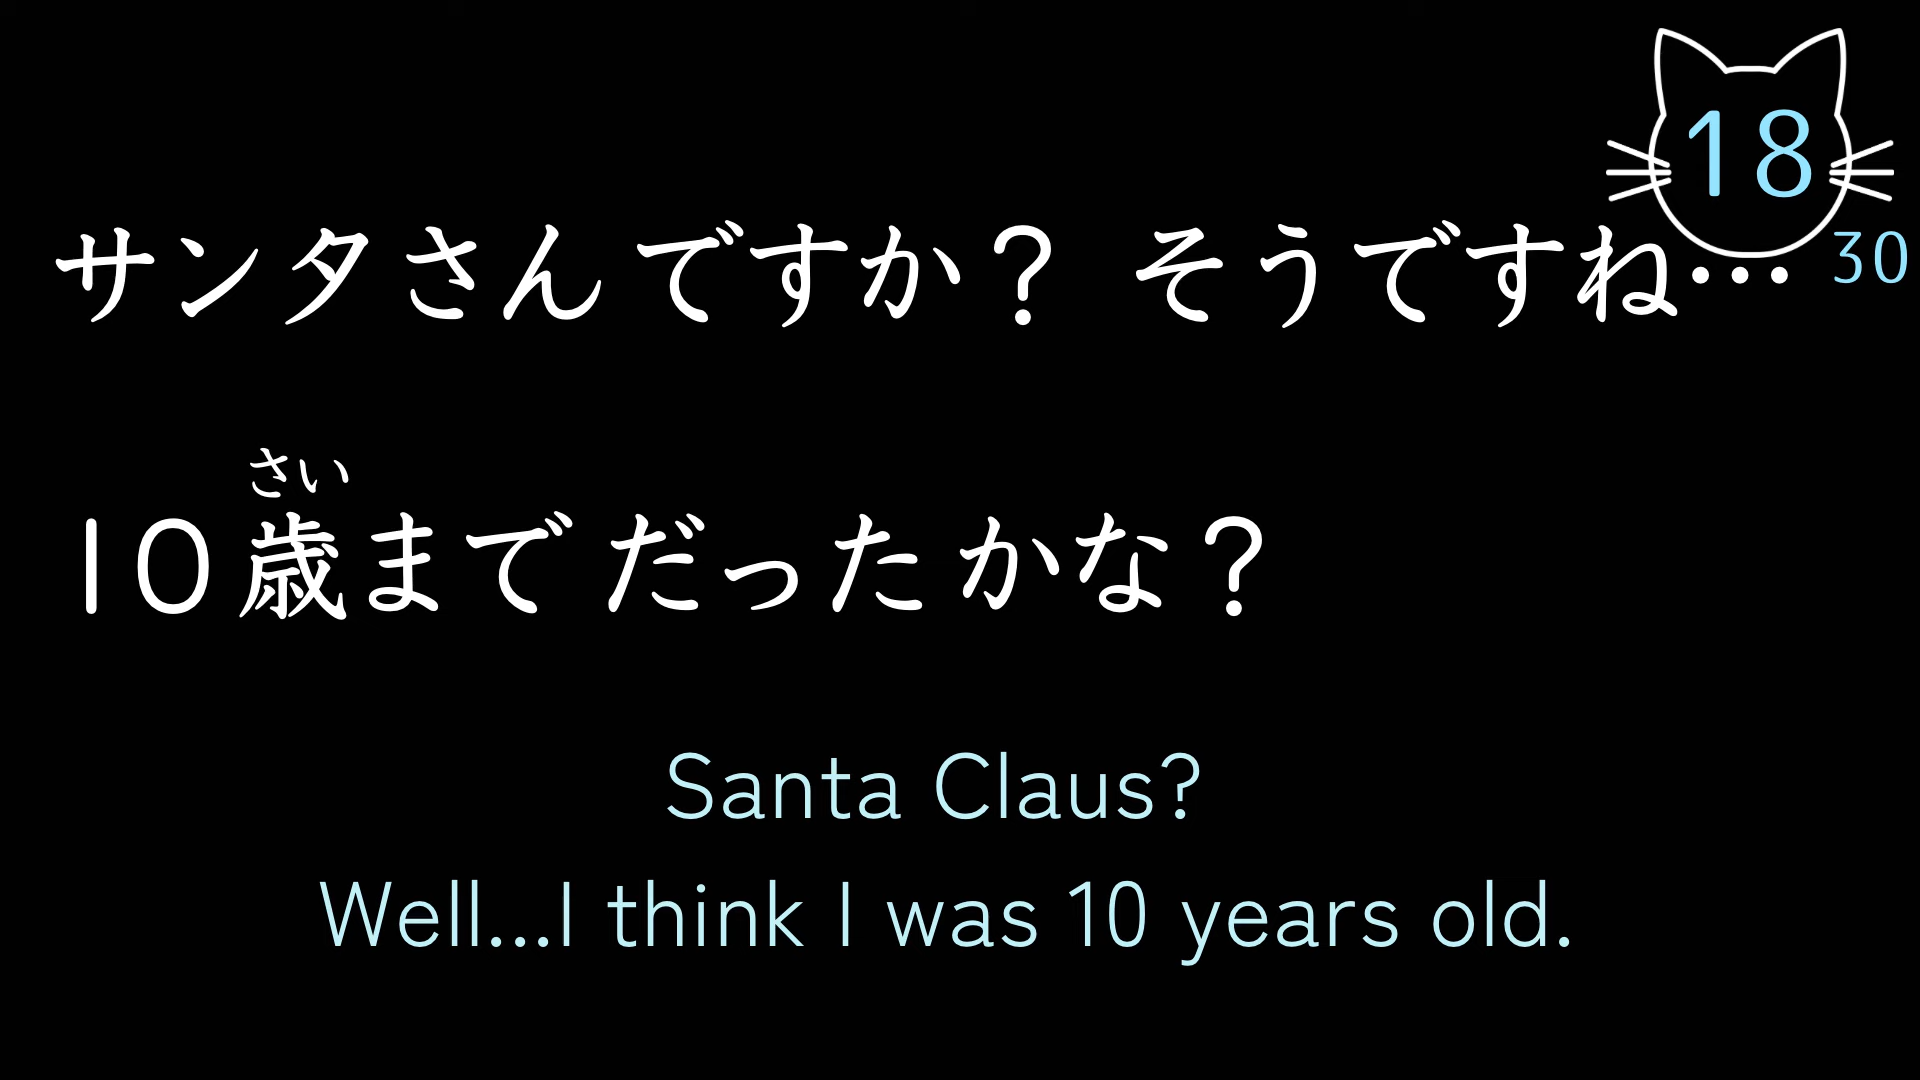 18
30
サンタさんですか？ そうですね…
さい
10歳まで だった かな？
Santa Claus?
Well...I think I was 10 years old.